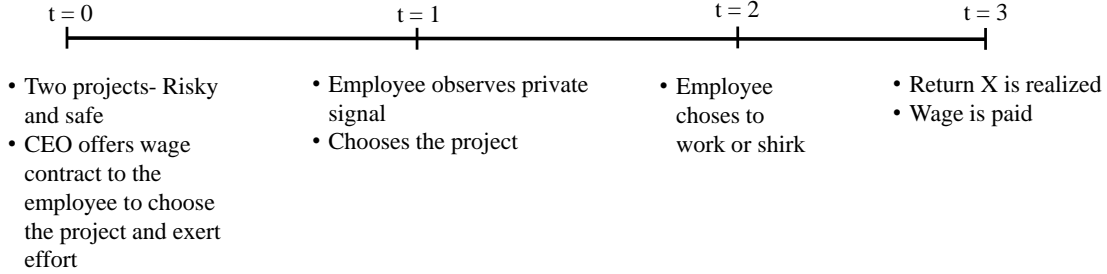 t = 0
t = 1
t = 2
t = 3
• Two projects- Risky
and safe
• CEO offers wage
contract to the
employee to choose
the project and exert
effort
• Employee observes private
signal
• Chooses the project
• Employee
choses to
work or shirk
• Return X is realized
• Wage is paid